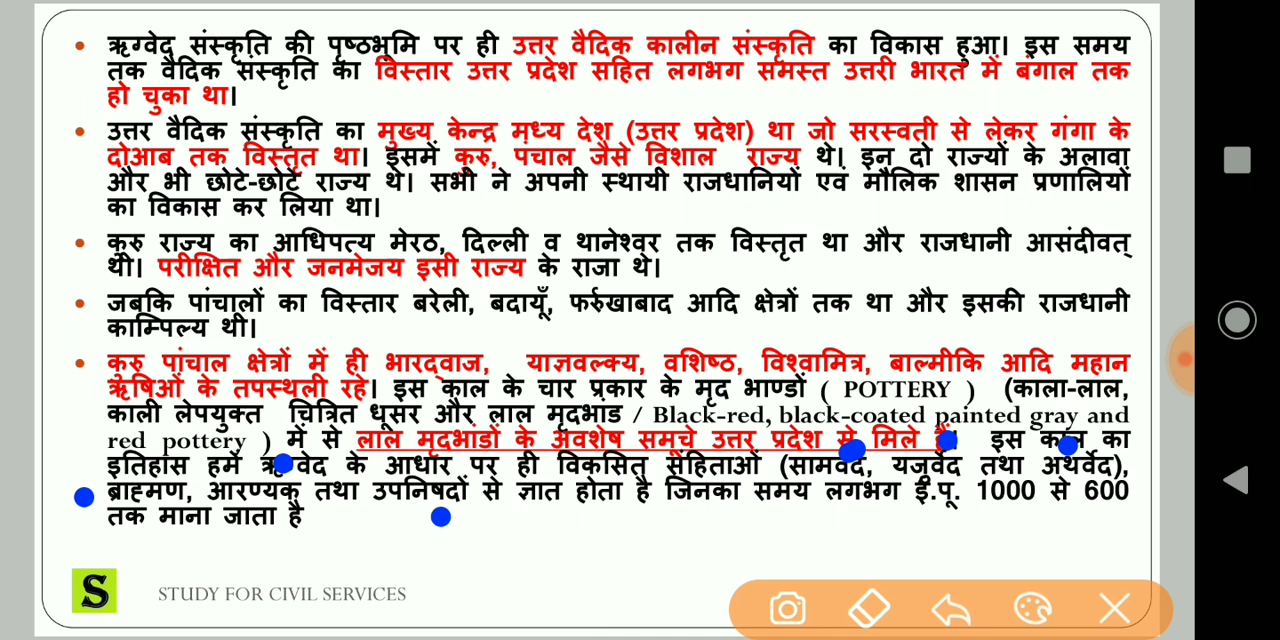 ऋग्वेद संस्कृति की पृष्ठभूमि पर ही उत्तर वैदिक कालीन संस्कृति का विकास हुआ। इस समय
तक वैदिक संस्कृति का विस्तार उत्तर प्रदेश सहित लगभग समस्त उत्तरी भारत में बंगाल तक
हो चुका था।
उत्तर वैदिक संस्कृति का मुख्य केन्द्र मध्य देश (उत्तर प्रदेश) था जो सरस्वती से लेकर गंगा के
दोआब तक विस्तृत था। इसमें कुरु, पंचाल जैसे विशाल राज्य थे। इन दो राज्यों के अलावा
और भी छोटे-छोटे राज्य थे। सभी ने अपनी स्थायी राजधानियों एवं मौलिक शासन प्रणालियों
का विकास कर लिया था।
कुरु राज्य का आधिपत्य मेरठ, दिल्ली व थानेश्वर तक विस्तृत था और राजधानी आसंदीवत्
थी। परीक्षित और जनमेजय इसी राज्य के राजा थे।
जबकि पांचालों का विस्तार बरेली, बदायूँ, फर्रुखाबाद आदि क्षेत्रों तक था और इसकी राजधानी
काम्पिल्य थी।
कुरु पांचाल क्षेत्रों में ही भारद्वाज, याज्ञवल्क्य, वशिष्ठ, विश्वामित्र, बाल्मीकि आदि महान
ऋषिओं के तपस्थली रहे। इस काल के चार प्रकार के मृद भाण्डों ( POTTERY ) (काला-लाल,
काली लेपयुक्त चित्रित धूसर और लाल मृदभांड / Black-red, black-coated painted gray and
red pottery ) में से लाल मृदभांडों के अवशेष समूचे उत्तर प्रदेश से मिले हैं। इस काल का
इतिहास हमें ऋग्वेद के आधार पर ही विकसित संहिताओं (सामवेद, यजुर्वेद तथा अथर्वेद),
ब्राह्मण, आरण्यक तथा उपनिषदों से ज्ञात होता है जिनका समय लगभग ई.पू. 1000 से 600
तक माना जाता है
S STUDY FOR CIVIL SERVICES